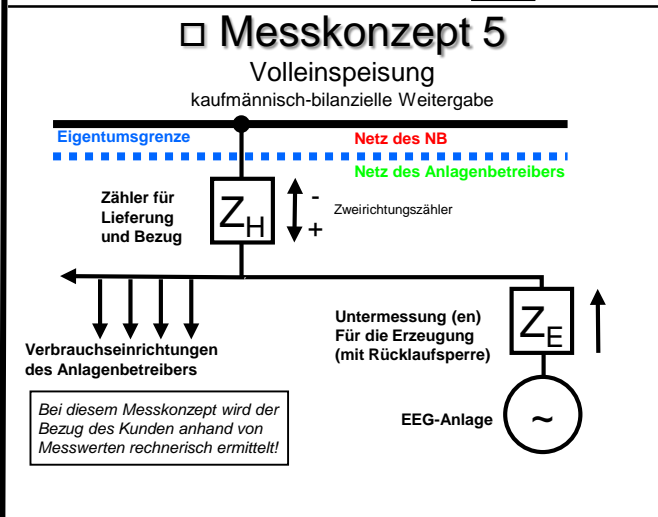 □ Messkonzept 5
Volleinspeisung
kaufmännisch-bilanzielle Weitergabe
Eigentumsgrenze
Netz des NB
Netz des Anlagenbetreibers
Zähler für
Lieferung
und Bezug
ZH
-
+
Zweirichtungszähler
Untermessung (en)
Für die Erzeugung
(mit Rücklaufsperre)
ZE
Verbrauchseinrichtungen
des Anlagenbetreibers
Bei diesem Messkonzept wird der
Bezug des Kunden anhand von
Messwerten rechnerisch ermittelt!
EEG-Anlage
~